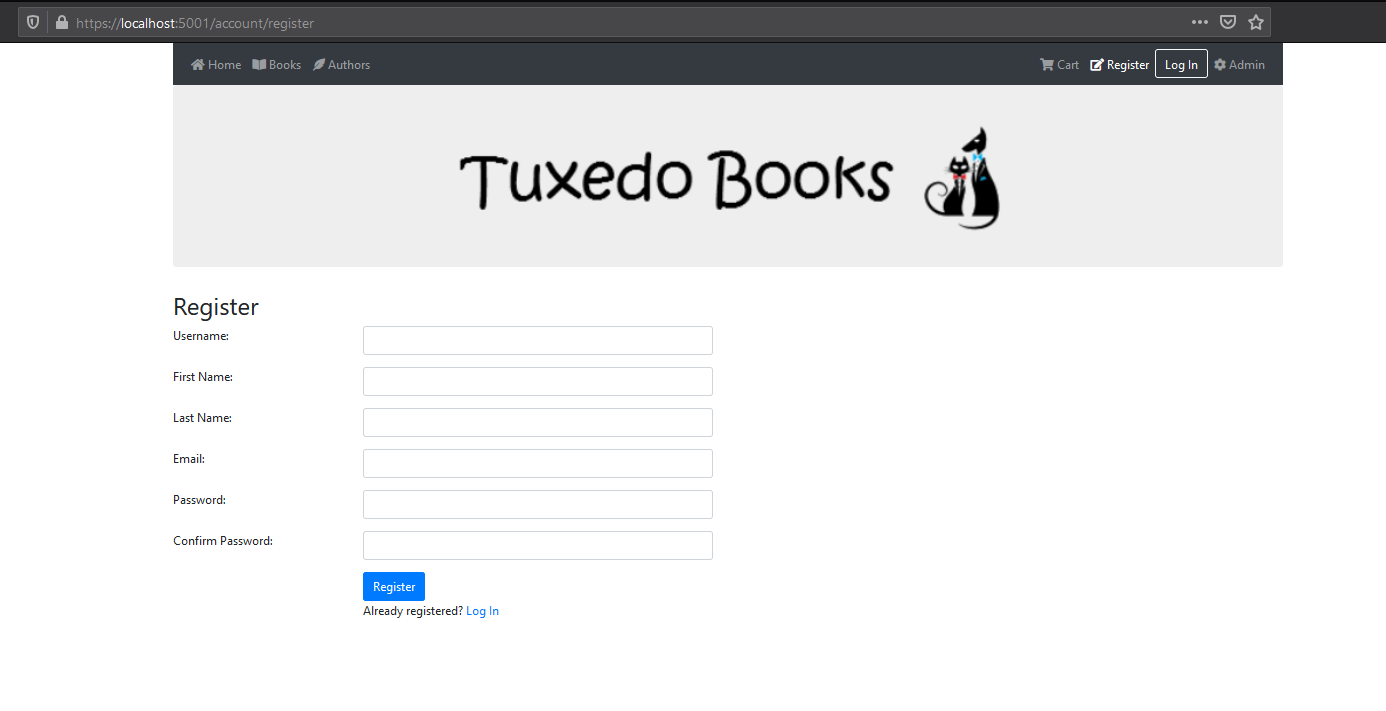 https://localhost:5001/account/register
Home Books Authors Cart Register Log In Admin
Tuxedo Books
Register
Username:
First Name:
Last Name:
Email:
Password:
Confirm Password:
Register
Already registered? Log In